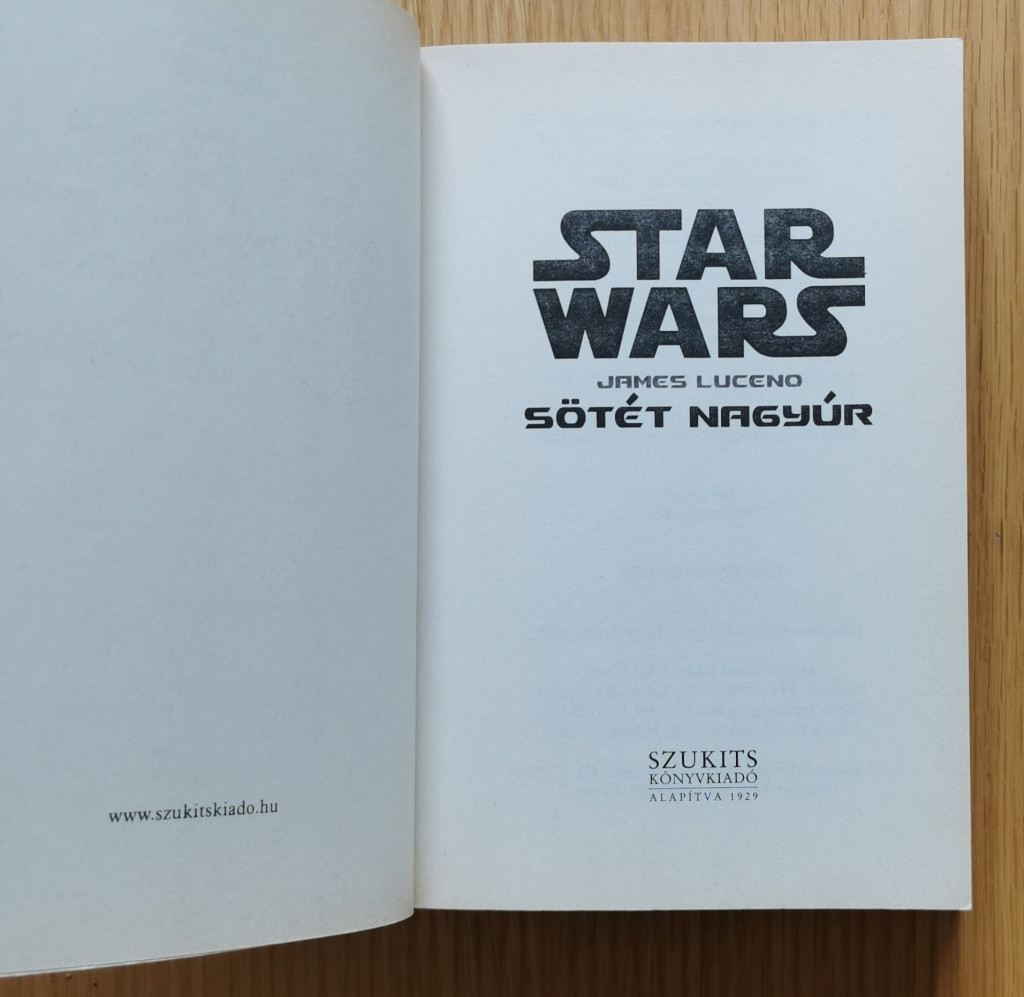 www.szukitskiado.hu
STAR
WARS
JAMES LUCENO
SÖTÉT NAGYÚR
SZUKITS
KÖNYVKIADÓ
ALAPÍTVA 1929